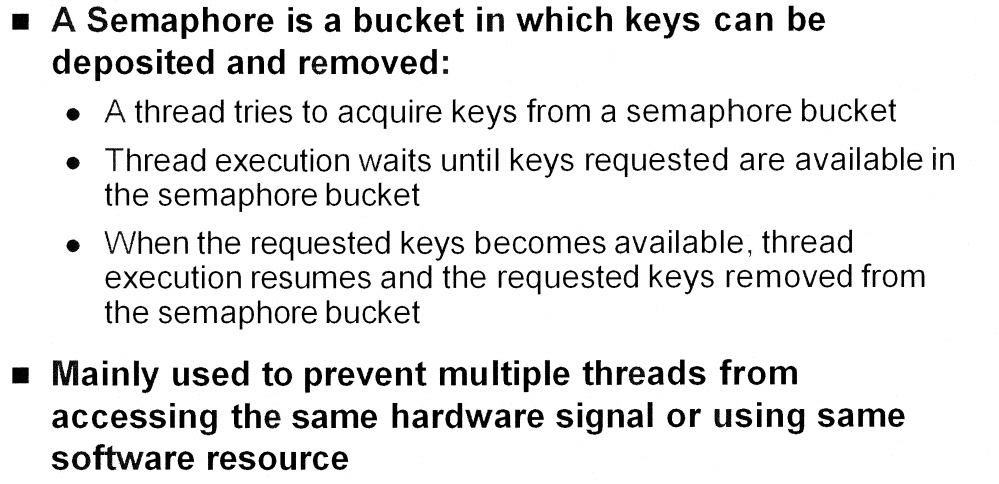 ■ A Semaphore is a bucket in which keys can be
deposited and removed:
● A thread tries to acquire keys from a semaphore bucket
● Thread execution waits until keys requested are available in
the semaphore bucket
● When the requested keys becomes available, thread
execution resumes and the requested keys removed from
the semaphore bucket
■ Mainly used to prevent multiple threads from
accessing the same hardware signal or using same
software resource